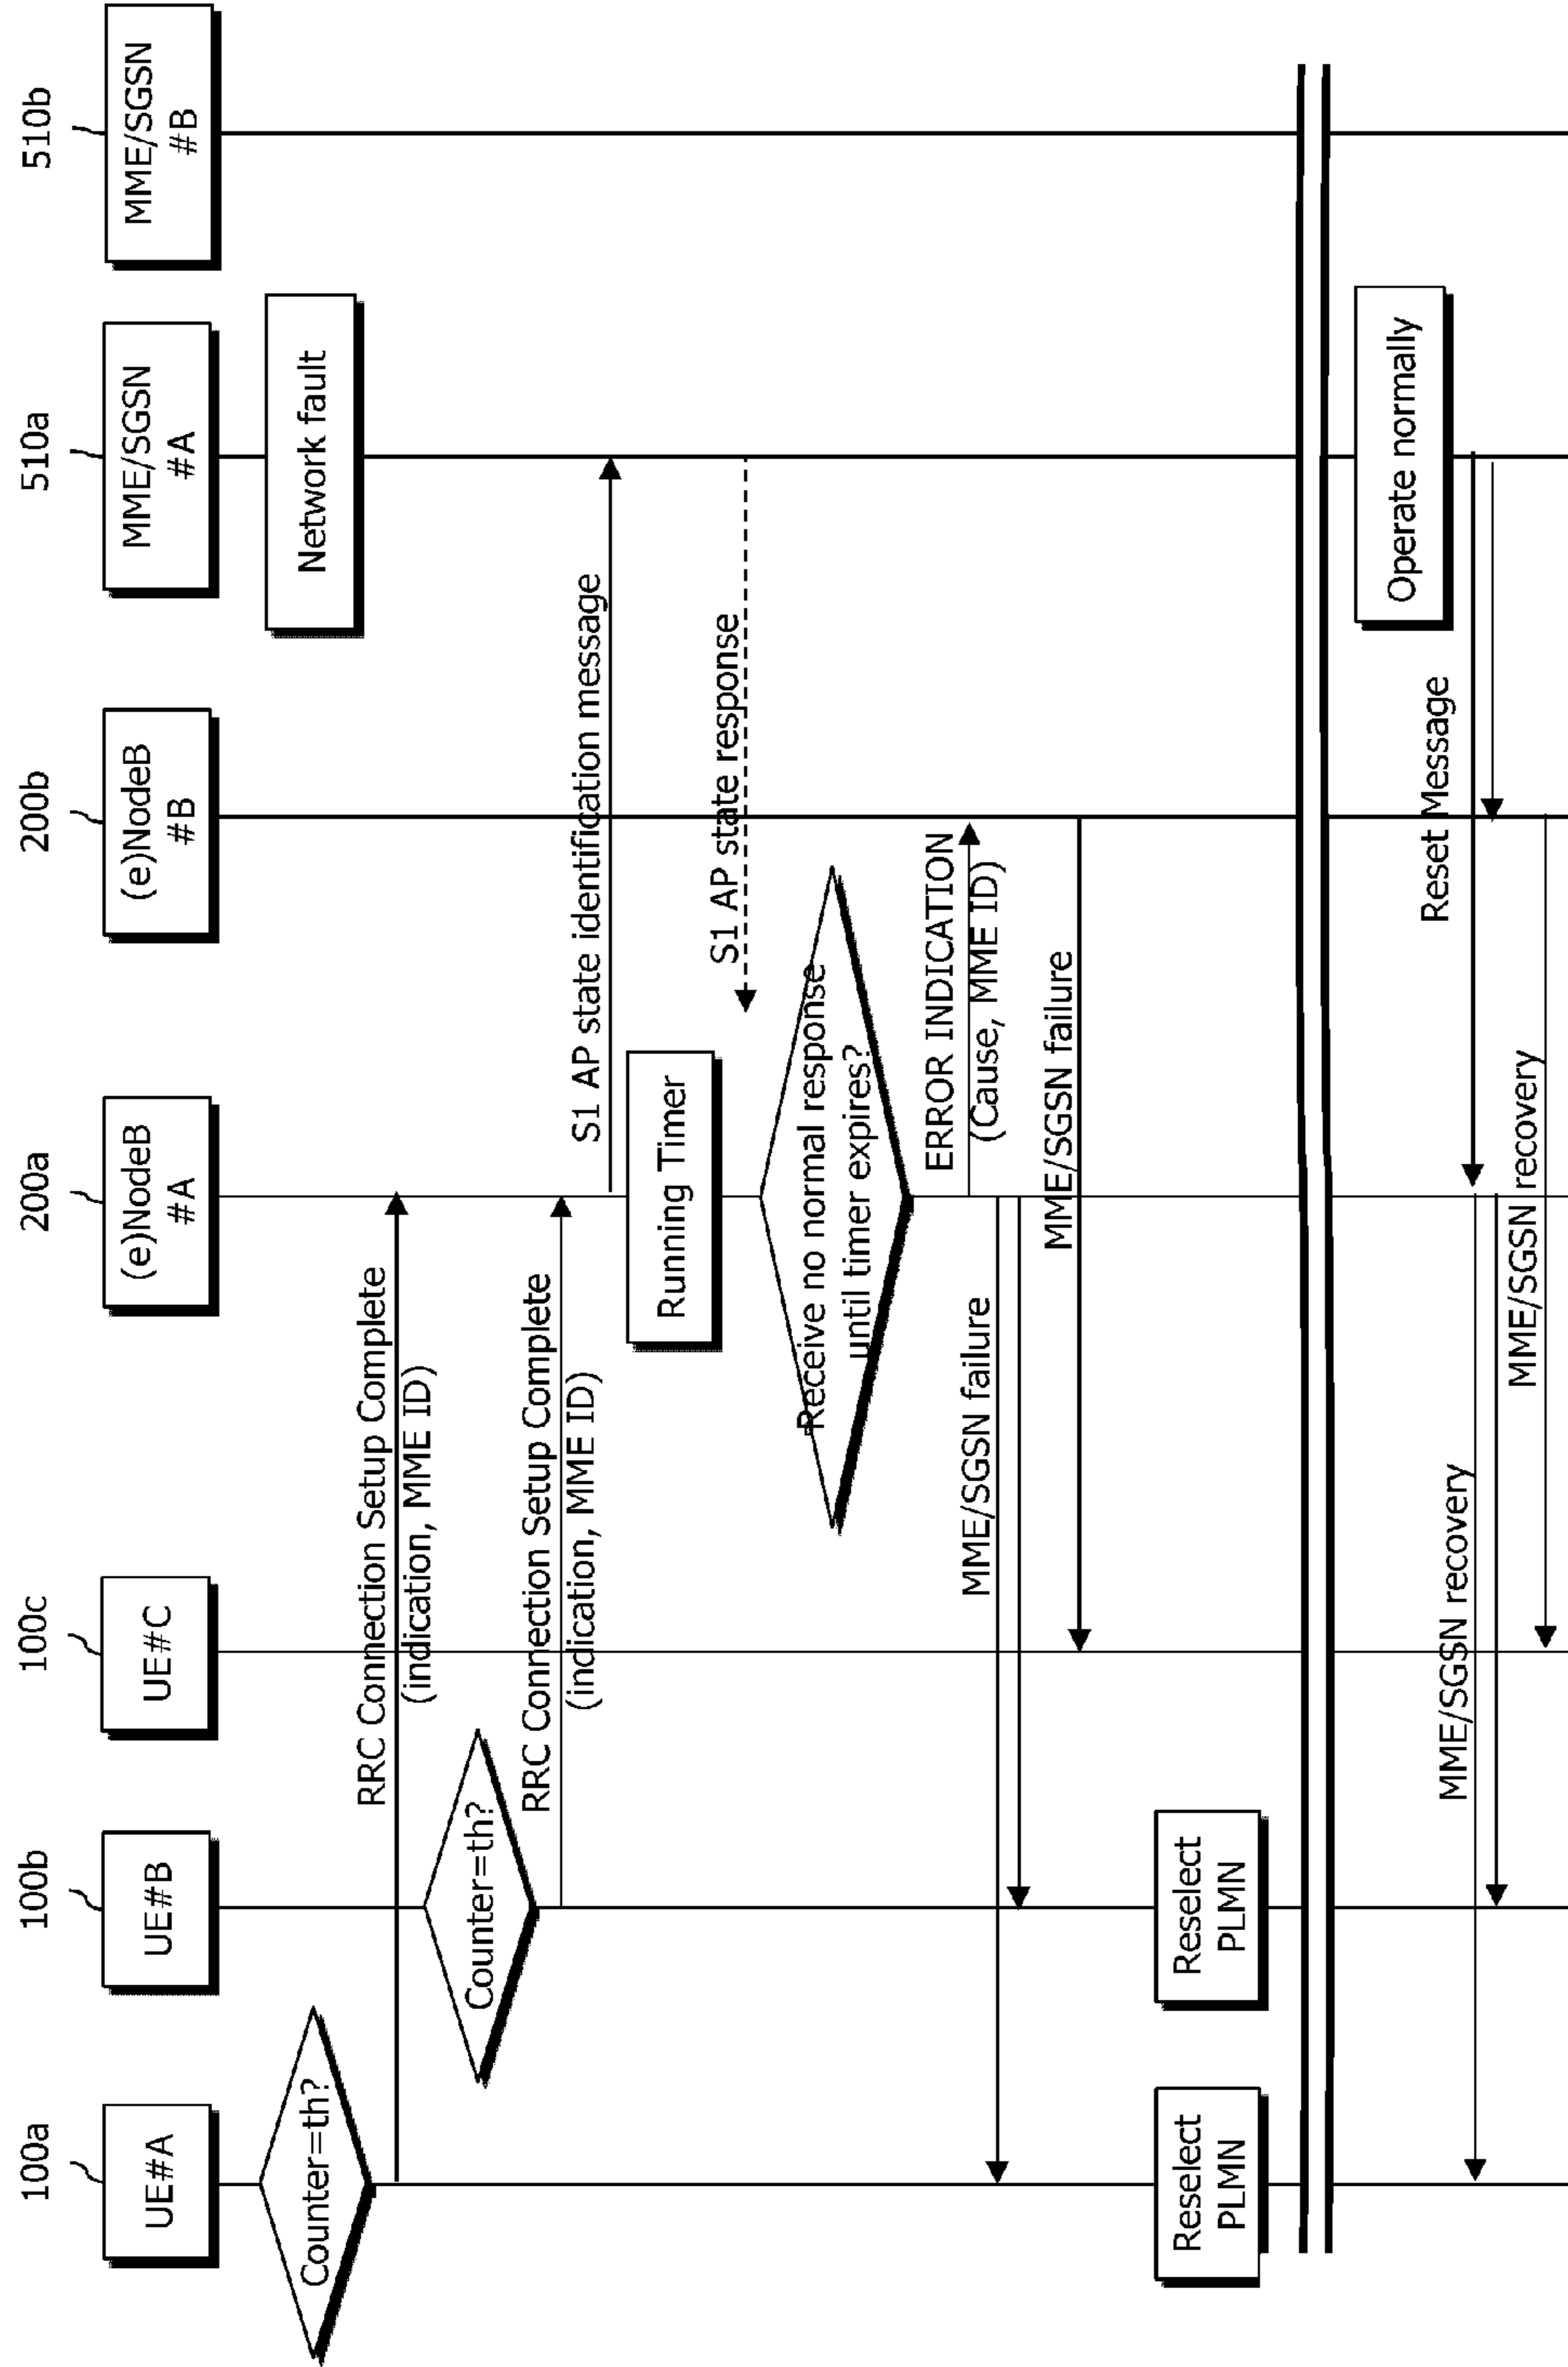 100a
100b
100c
200a
200b
510a
510b
UE#A
UE#B
UE#C
(e)NodeB
#A
(e)NodeB
#B
MME/SGSN
#A
MME/SGSN
#B
Counter=th?
Network fault
RRC Connection Setup Complete
(indication, MME ID)
Counter=th?
RRC Connection Setup Complete
(indication, MME ID)
S1 AP state identification message
Running Timer
S1 AP state response
Receive no normal response
until timer expires?
ERROR INDICATION
(Cause, MME ID)
MME/SGSN failure
MME/SGSN failure
Reselect
PLMN
Reselect
PLMN
Operate normally
Reset Message
MME/SGSN recovery
MME/SGSN recovery